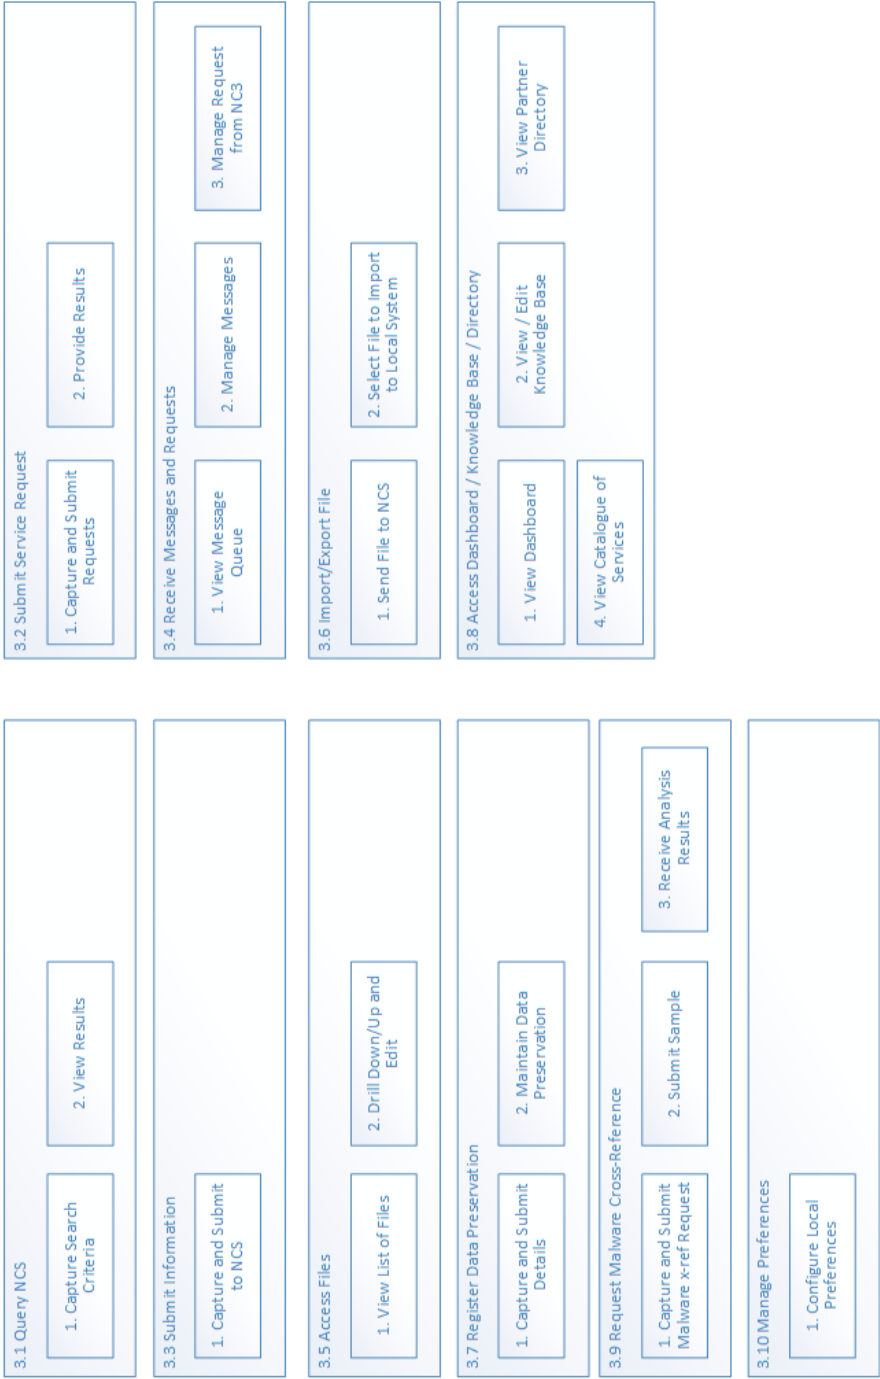 3.1 Query NCS
1. Capture Search
Criteria
2. View Results
3.2 Submit Service Request
1. Capture and Submit
Requests
2. Provide Results
3.3 Submit Information
1. Capture and Submit
to NCS
3.4 Receive Messages and Requests
1. View Message
Queue
2. Manage Messages
3. Manage Request
from NC3
3.5 Access Files
1. View List of Files
2. Drill Down/Up and
Edit
3.6 Import/Export File
1. Send File to NCS
2. Select File to Import
to Local System
3.7 Register Data Preservation
1. Capture and Submit
Details
2. Maintain Data
Preservation
3.8 Access Dashboard / Knowledge Base / Directory
1. View Dashboard
2. View / Edit
Knowledge Base
3. View Partner
Directory
4. View Catalogue of
Services
3.9 Request Malware Cross-Reference
1. Capture and Submit
Malware x-ref Request
2. Submit Sample
3. Receive Analysis
Results
3.10 Manage Preferences
1. Configure Local
Preferences